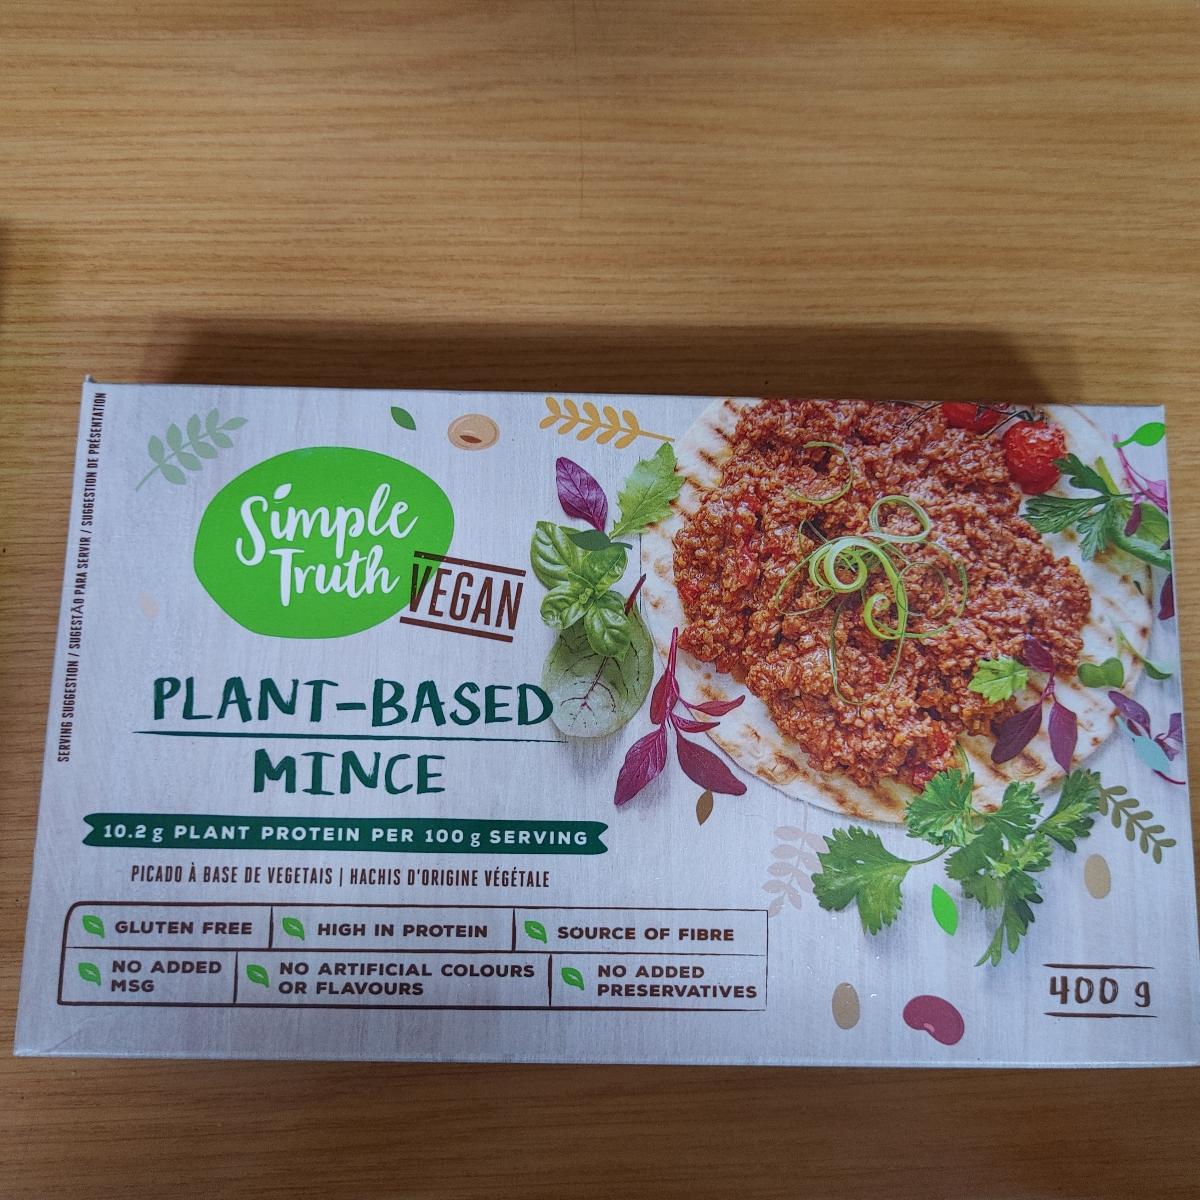 SERVING SUGGESTION / SUGESTÃO PARA SERVIR / SUGGESTION DE PRÉSENTATION
Simple
Truth
VEGAN
PLANT-BASED
MINCE
10.2 g PLANT PROTEIN PER 100 g SERVING
PICADO À BASE DE VEGETAIS | HACHIS D'ORIGINE VÉGÉTALE
GLUTEN FREE
HIGH IN PROTEIN
SOURCE OF FIBRE
NO ADDED
MSG
NO ARTIFICIAL COLOURS
OR FLAVOURS
NO ADDED
PRESERVATIVES
400 g